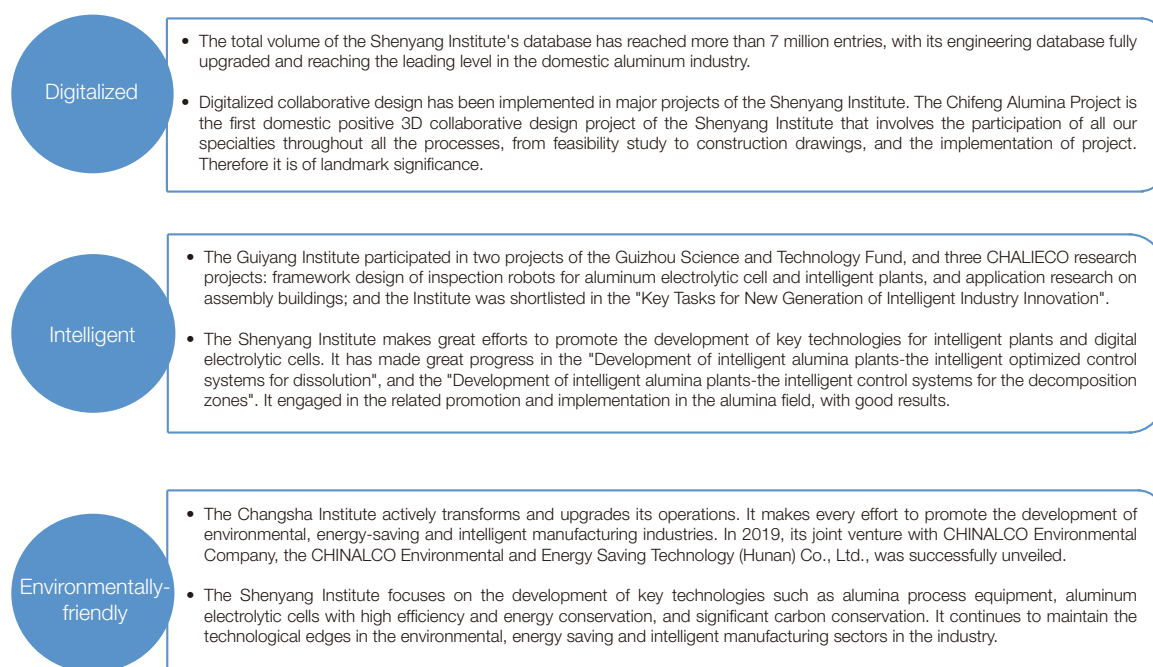 Digitalized
• The total volume of the Shenyang Institute's database has reached more than 7 million entries, with its engineering database fully
upgraded and reaching the leading level in the domestic aluminum industry.
• Digitalized collaborative design has been implemented in major projects of the Shenyang Institute. The Chifeng Alumina Project is
the first domestic positive 3D collaborative design project of the Shenyang Institute that involves the participation of all our
specialties throughout all the processes, from feasibility study to construction drawings, and the implementation of project.
Therefore it is of landmark significance.
Intelligent
• The Guiyang Institute participated in two projects of the Guizhou Science and Technology Fund, and three CHALIECO research
projects: framework design of inspection robots for aluminum electrolytic cell and intelligent plants, and application research on
assembly buildings; and the Institute was shortlisted in the "Key Tasks for New Generation of Intelligent Industry Innovation".
• The Shenyang Institute makes great efforts to promote the development of key technologies for intelligent plants and digital
electrolytic cells. It has made great progress in the "Development of intelligent alumina plants-the intelligent optimized control
systems for dissolution", and the "Development of intelligent alumina plants-the intelligent control systems for the decomposition
zones". It engaged in the related promotion and implementation in the alumina field, with good results.
Environmentally-
friendly
• The Changsha Institute actively transforms and upgrades its operations. It makes every effort to promote the development of
environmental, energy-saving and intelligent manufacturing industries. In 2019, its joint venture with CHINALCO Environmental
Company, the CHINALCO Environmental and Energy Saving Technology (Hunan) Co., Ltd., was successfully unveiled.
• The Shenyang Institute focuses on the development of key technologies such as alumina process equipment, aluminum
electrolytic cells with high efficiency and energy conservation, and significant carbon conservation. It continues to maintain the
technological edges in the environmental, energy saving and intelligent manufacturing sectors in the industry.